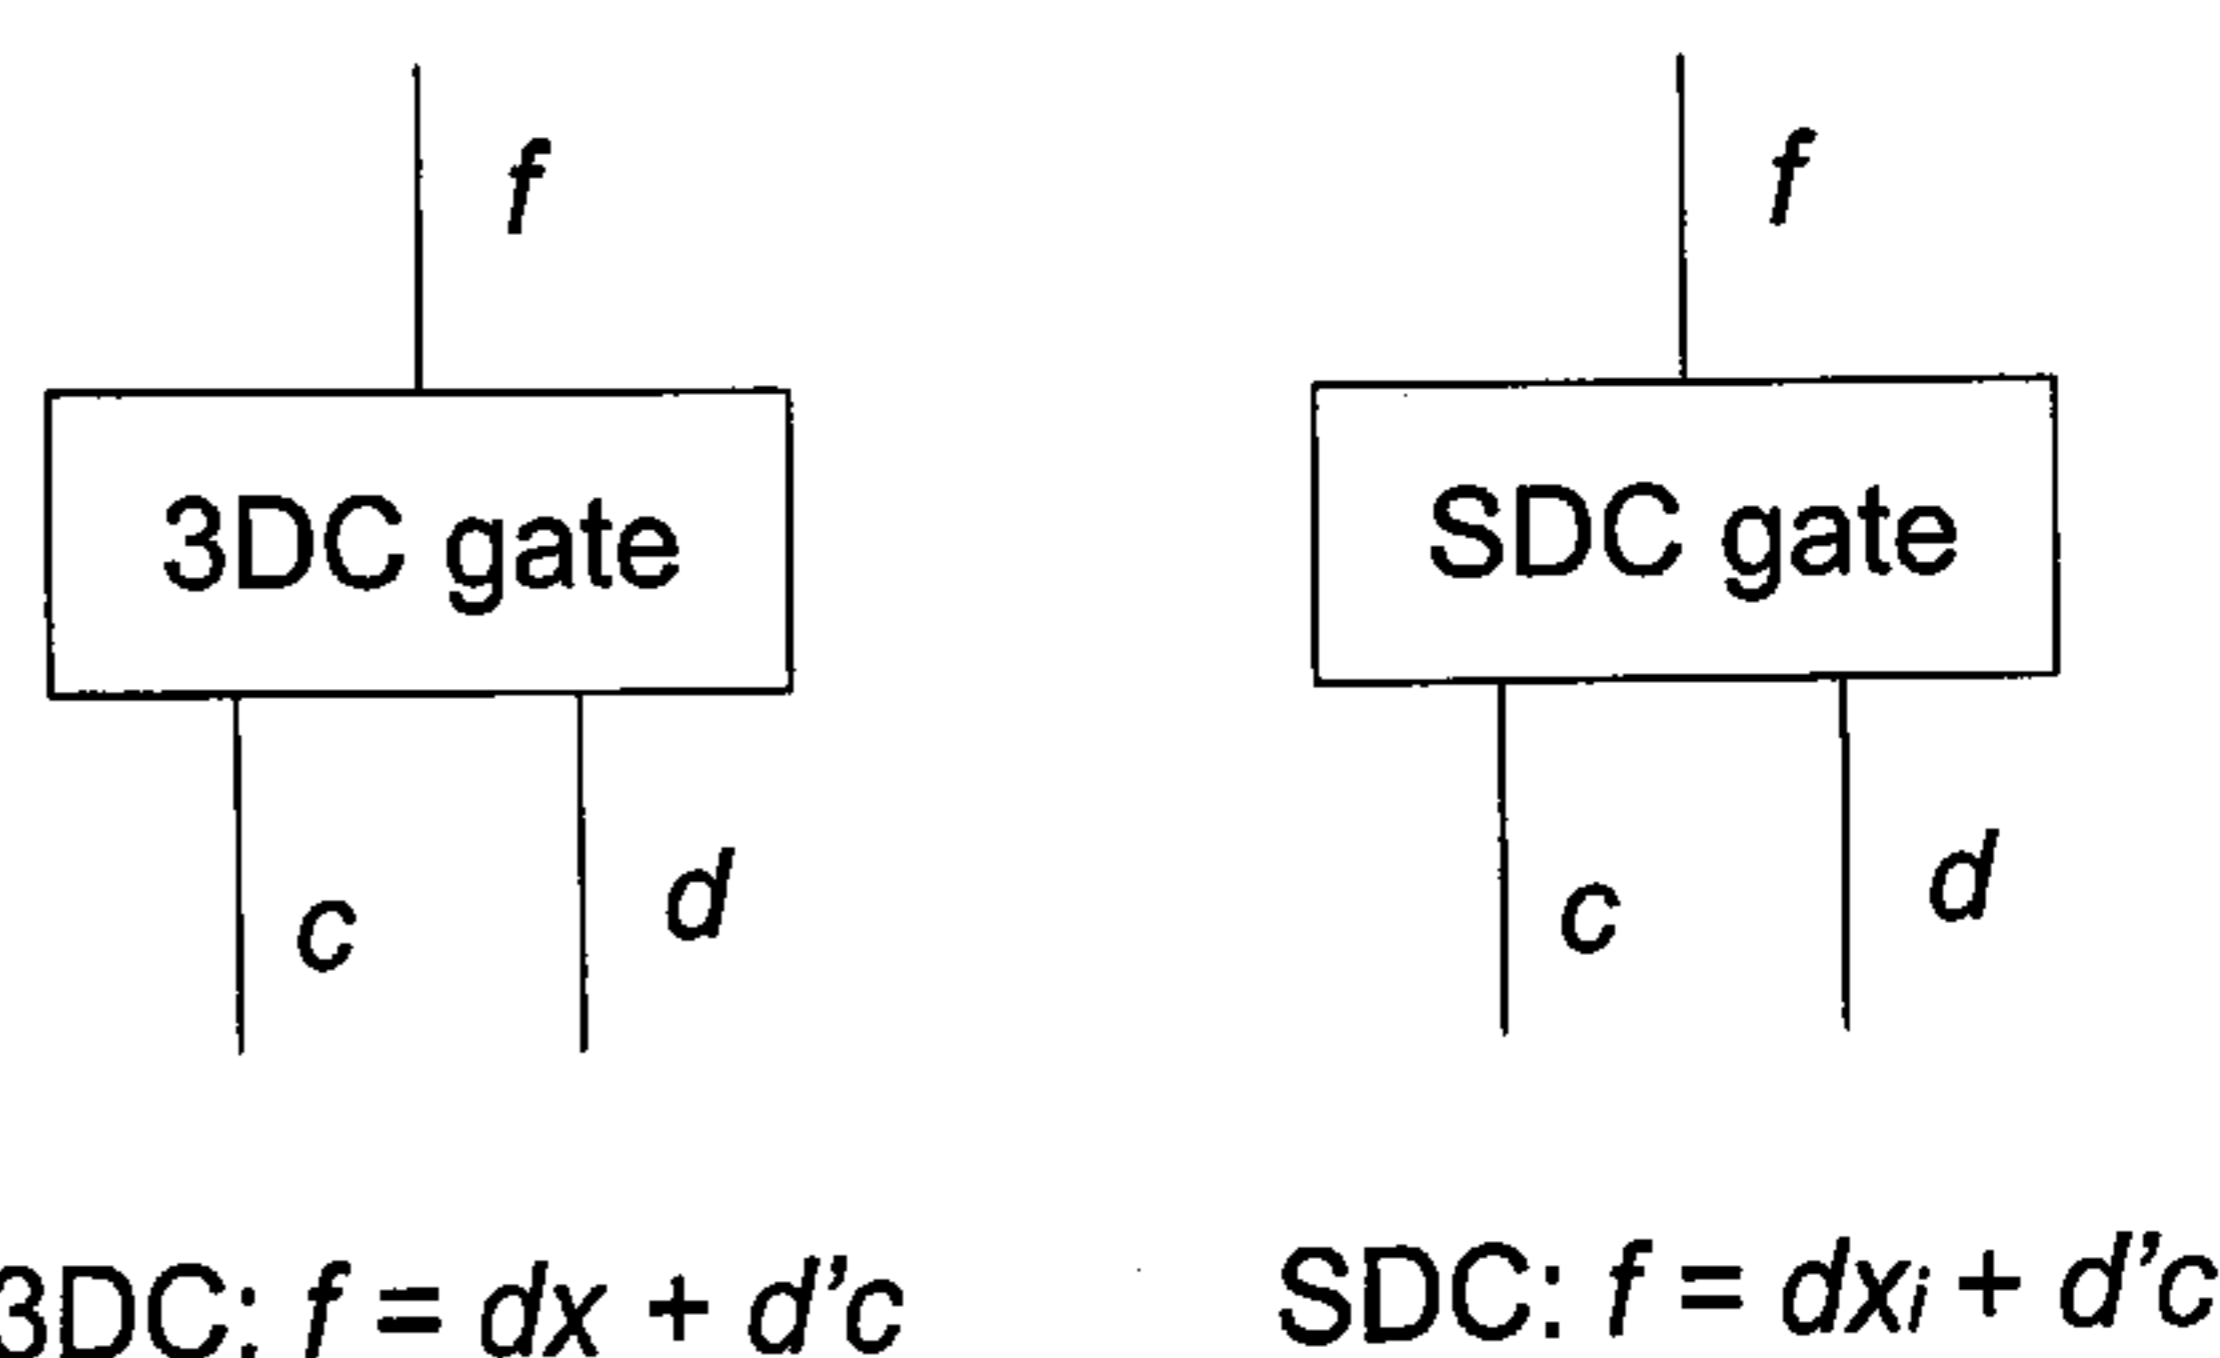 f
f
3DC gate
SDC gate
c
d
c
d
3DC: f = dx + d'c
SDC: f = dxi + d'c